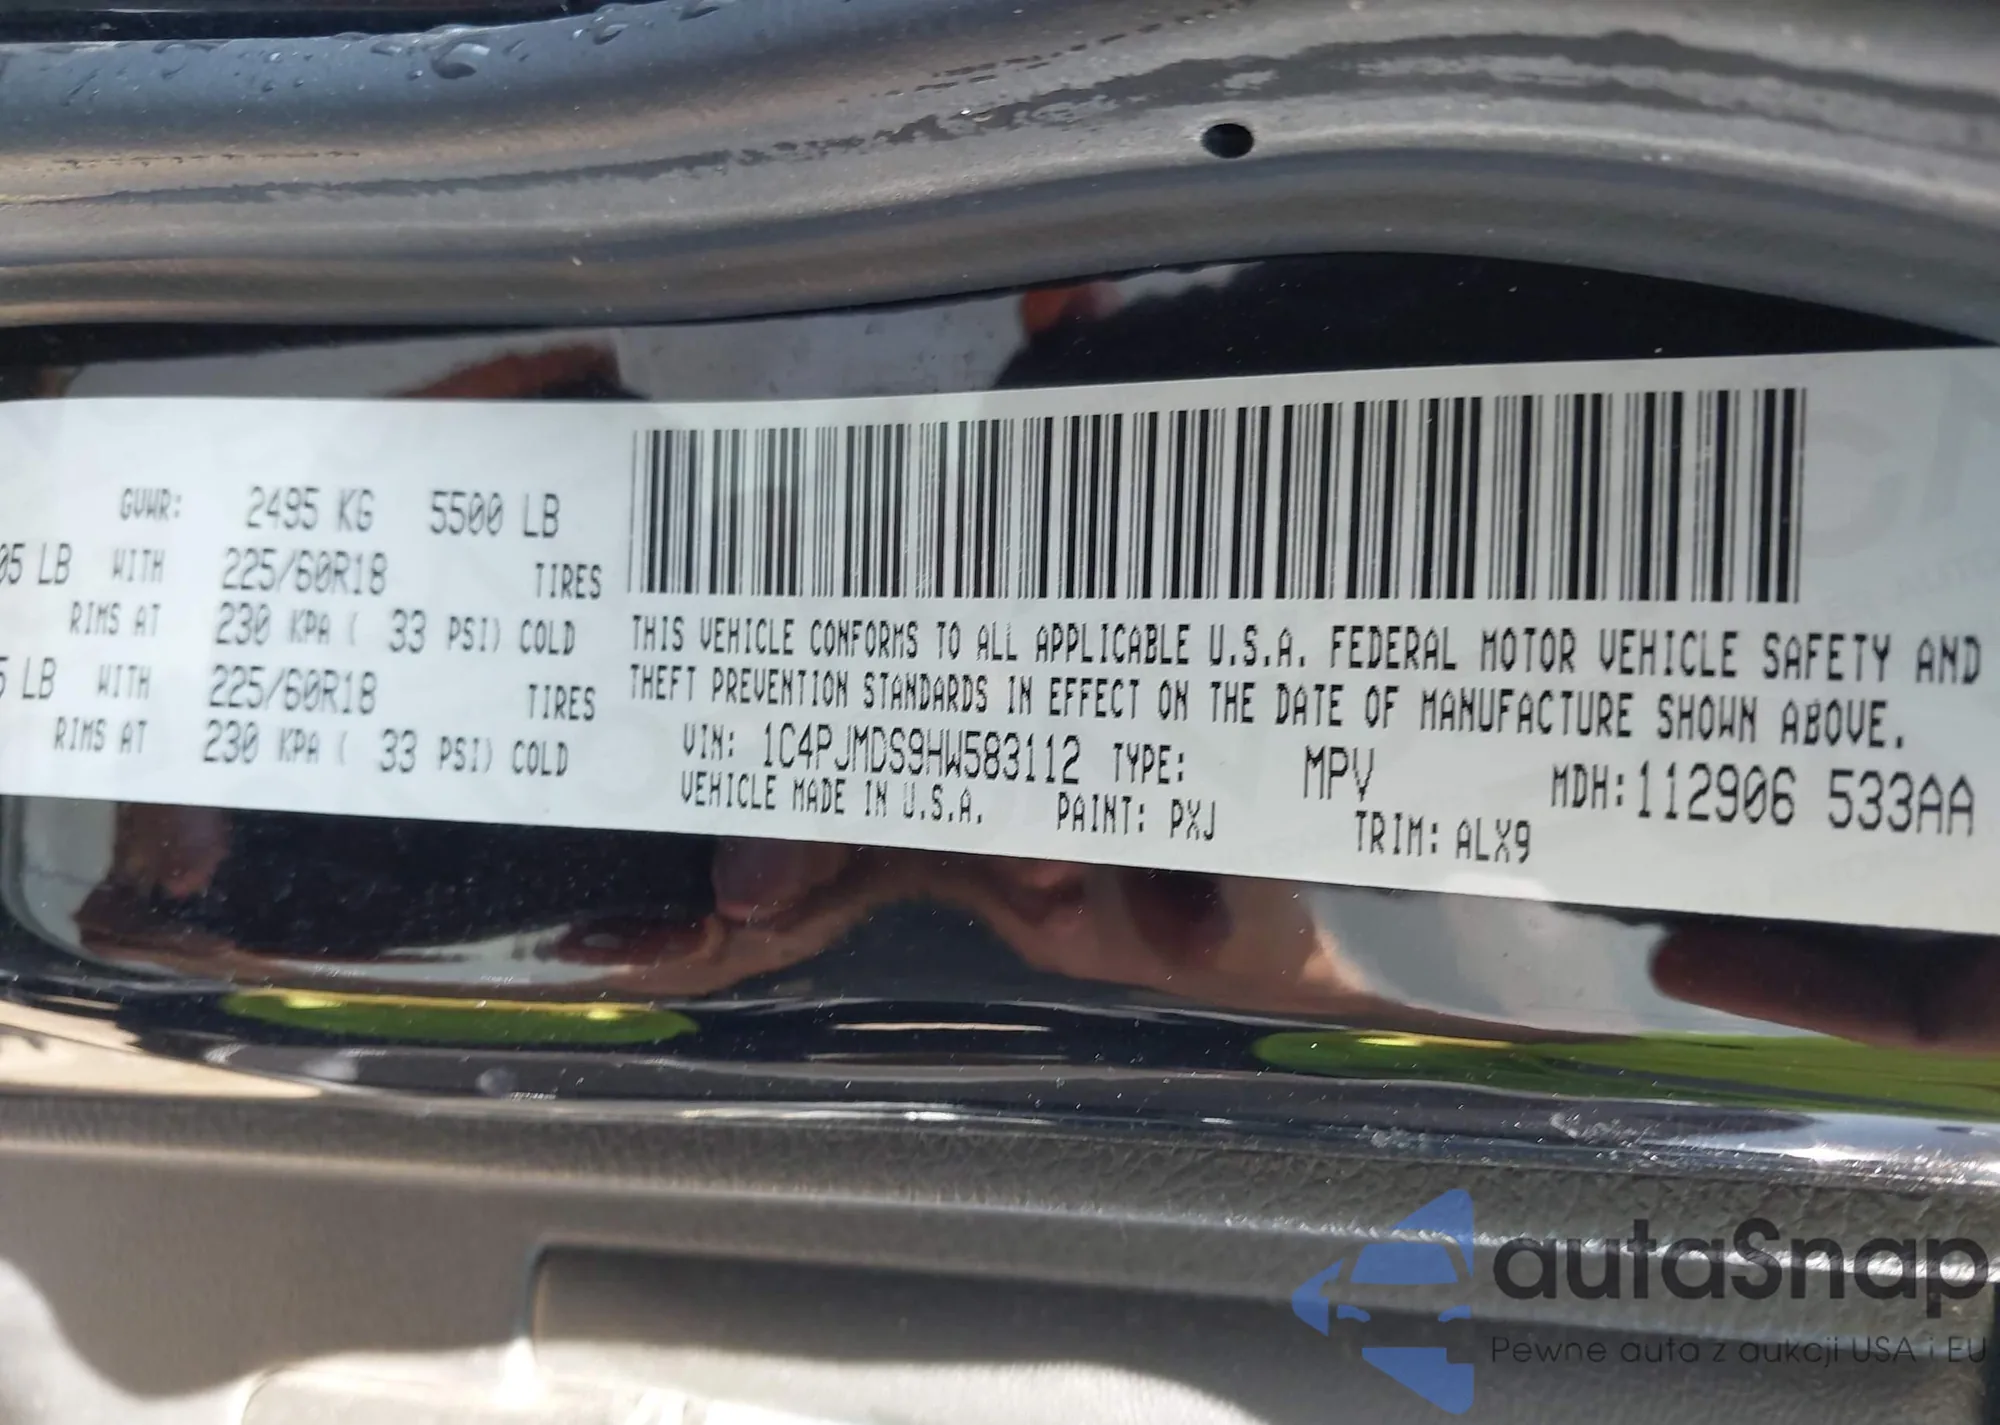 GVWR: 2495 KG 5500 LB
05 LB WITH 225/60R18 TIRES
RIMS AT 230 KPA ( 33 PSI) COLD
5 LB WITH 225/60R18 TIRES
RIMS AT 230 KPA ( 33 PSI) COLD
THIS VEHICLE CONFORMS TO ALL APPLICABLE U.S.A. FEDERAL MOTOR VEHICLE SAFETY AND
THEFT PREVENTION STANDARDS IN EFFECT ON THE DATE OF MANUFACTURE SHOWN ABOVE.
VIN: 1C4PJMDS9HW583112 TYPE: MPV MDH:112906 533AA
VEHICLE MADE IN U.S.A. PAINT: PXJ TRIM: ALX9
autaSnap
Pewne auta z aukcji USA i EU